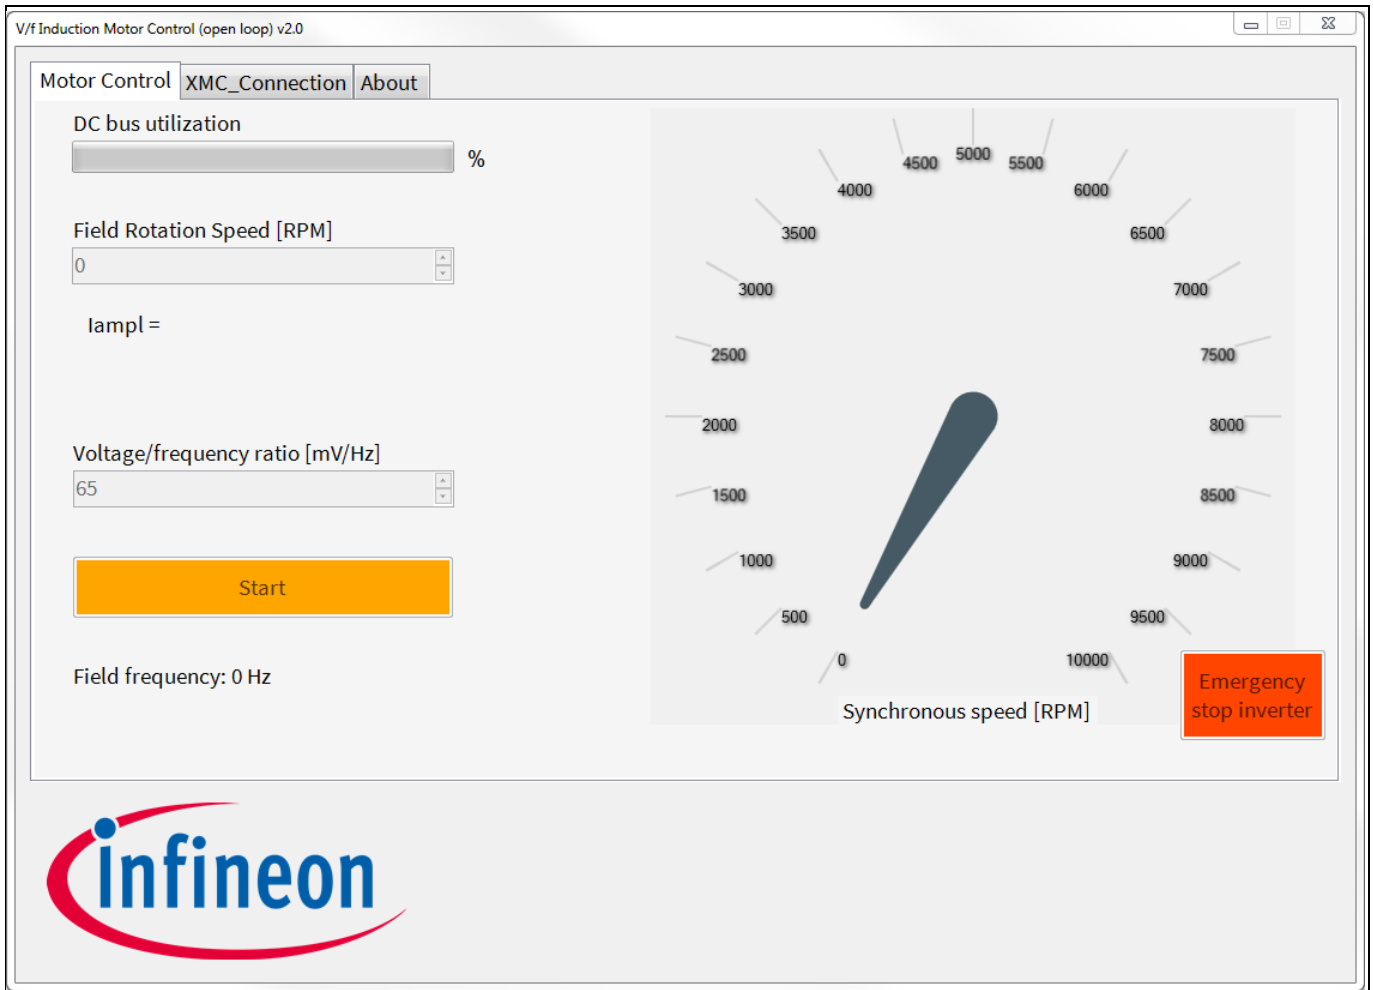 V/f Induction Motor Control (open loop) v2.0
Motor Control XMC_Connection About
DC bus utilization
%
Field Rotation Speed [RPM]
0
Iampl =
Voltage/frequency ratio [mV/Hz]
65
Start
Field frequency: 0 Hz
0
500
1000
1500
2000
2500
3000
3500
4000
4500
5000
5500
6000
6500
7000
7500
8000
8500
9000
9500
10000
Synchronous speed [RPM]
Emergency
stop inverter
infineon